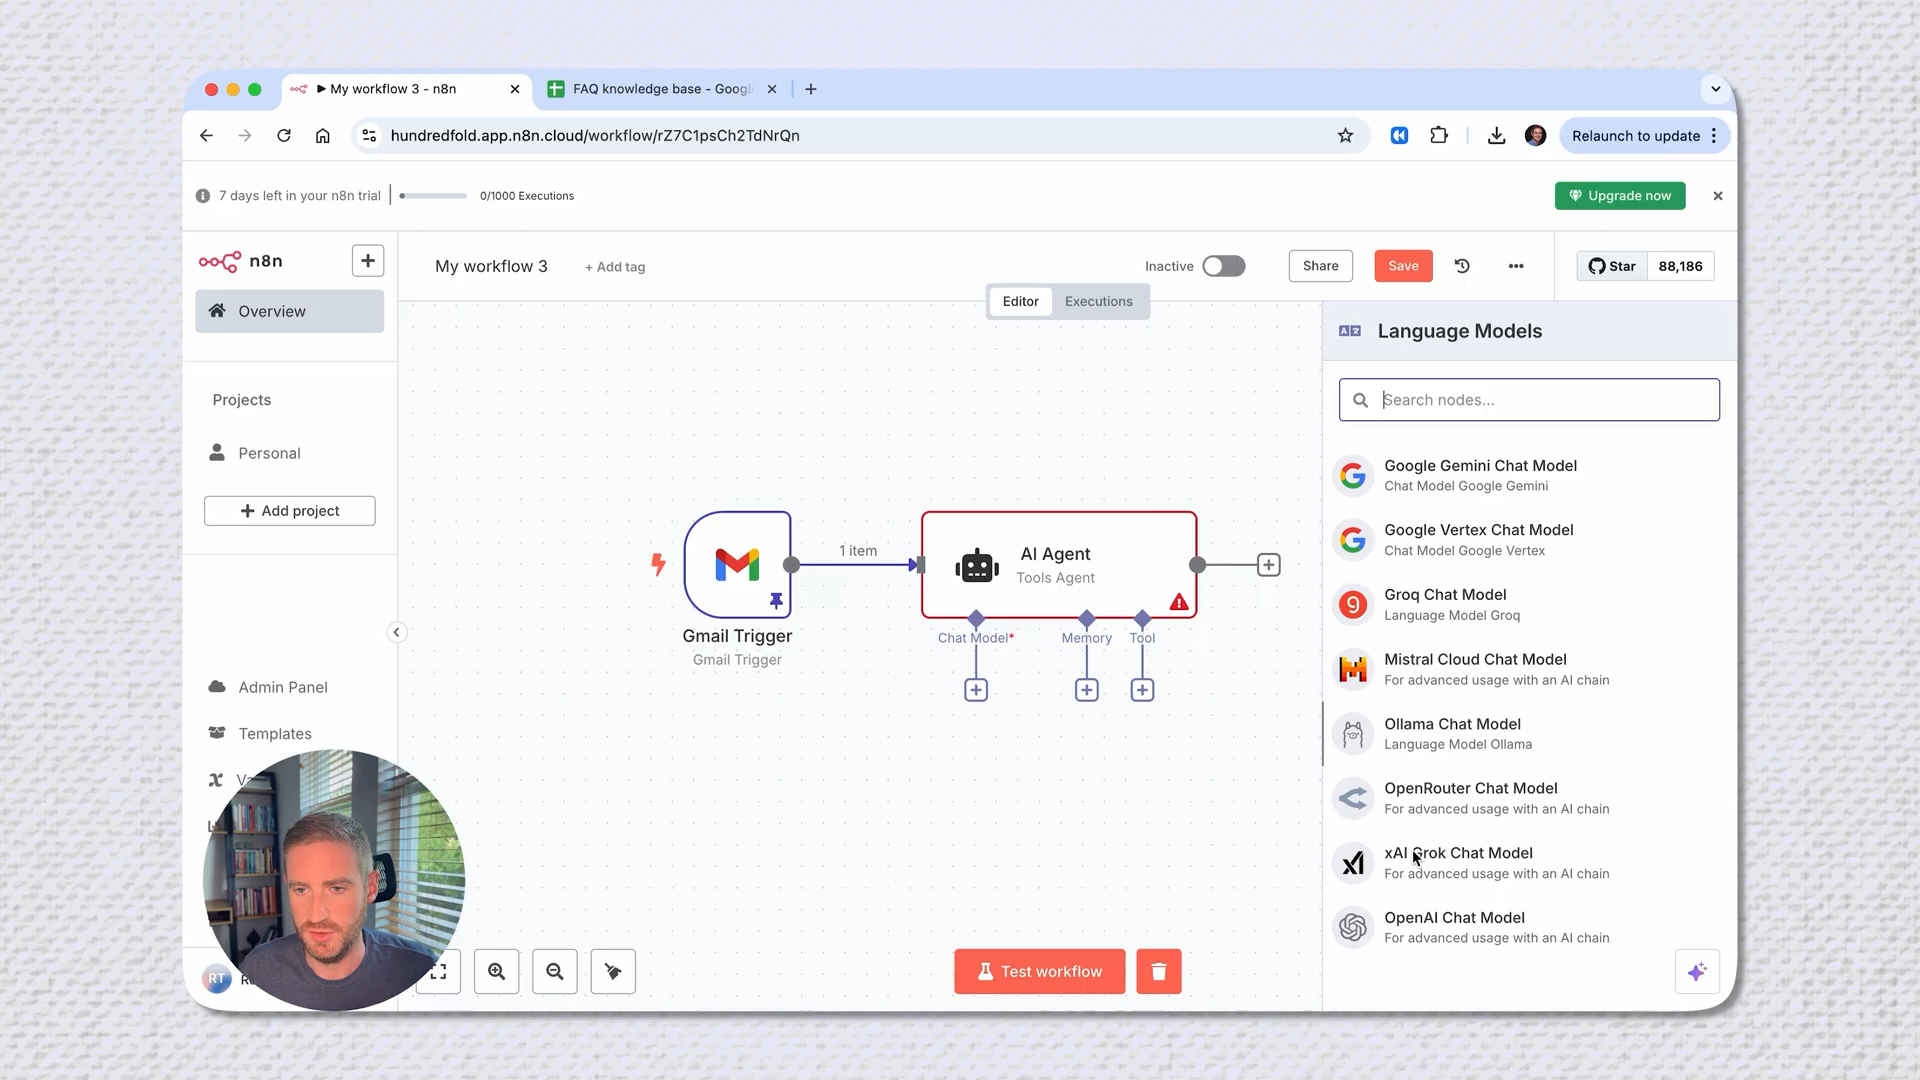 My workflow 3 - n8n
FAQ knowledge base - Googl
hundredfold.app.n8n.cloud/workflow/rZ7C1psCh2TdNrQn
Relaunch to update
7 days left in your n8n trial
0/1000 Executions
Upgrade now
n8n
My workflow 3
+ Add tag
Inactive
Share
Save
Star
88,186
Overview
Editor
Executions
Language Models
Search nodes...
Projects
Personal
Add project
Admin Panel
Templates
RT
1 item
Gmail Trigger
Gmail Trigger
AI Agent
Tools Agent
Chat Model*
Memory
Tool
Test workflow
Google Gemini Chat Model
Chat Model Google Gemini
Google Vertex Chat Model
Chat Model Google Vertex
Groq Chat Model
Language Model Groq
Mistral Cloud Chat Model
For advanced usage with an AI chain
Ollama Chat Model
Language Model Ollama
OpenRouter Chat Model
For advanced usage with an AI chain
xAI Grok Chat Model
For advanced usage with an AI chain
OpenAI Chat Model
For advanced usage with an AI chain